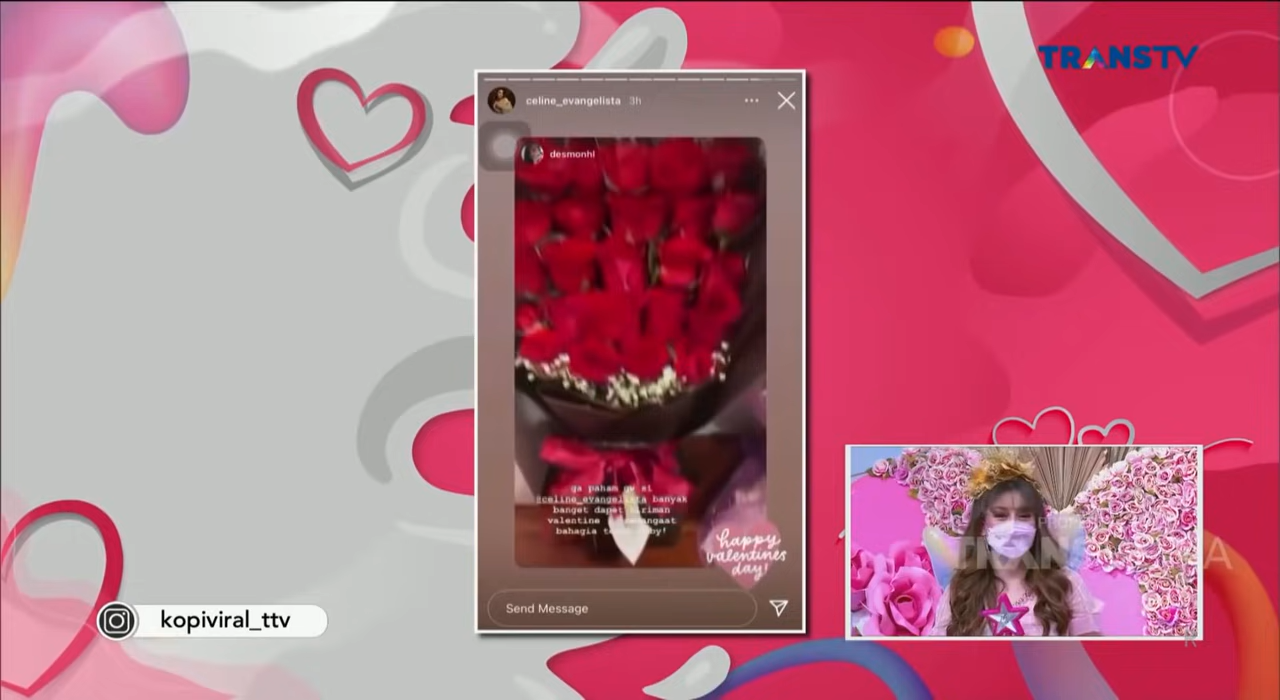 TRANSTV
celine_evangelista 3h
desmonhl
ga paham gw si
@celine_evangelista banyak
banget dapet kiriman
valentine
bahagia
happy
valentines
day!
Send Message
kopiviral_ttv